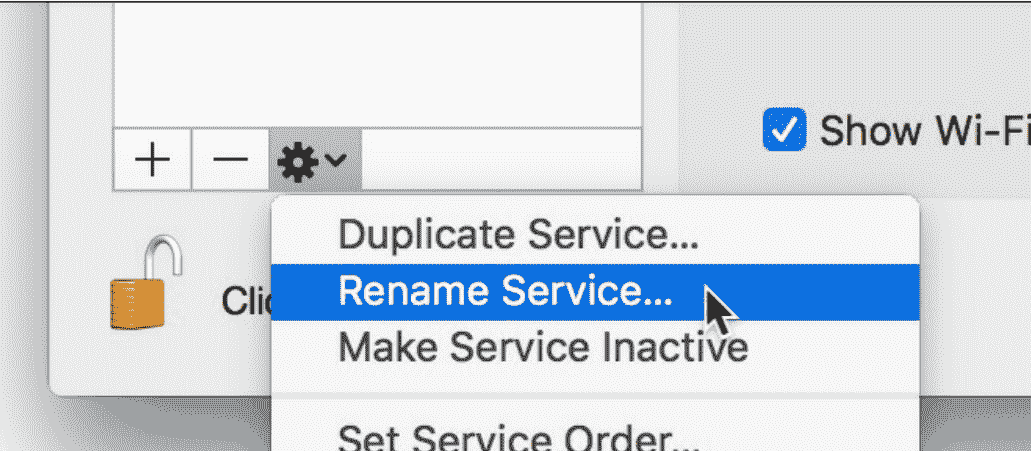 Show Wi-Fi
Duplicate Service...
Rename Service...
Make Service Inactive
Set Service Order...